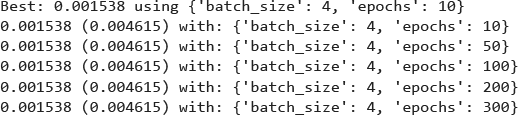 Best: 0.001538 using {'batch_size': 4, 'epochs': 10}
0.001538 (0.004615) with: {'batch_size': 4, 'epochs': 10}
0.001538 (0.004615) with: {'batch_size': 4, 'epochs': 50}
0.001538 (0.004615) with: {'batch_size': 4, 'epochs': 100}
0.001538 (0.004615) with: {'batch_size': 4, 'epochs': 200}
0.001538 (0.004615) with: {'batch_size': 4, 'epochs': 300}